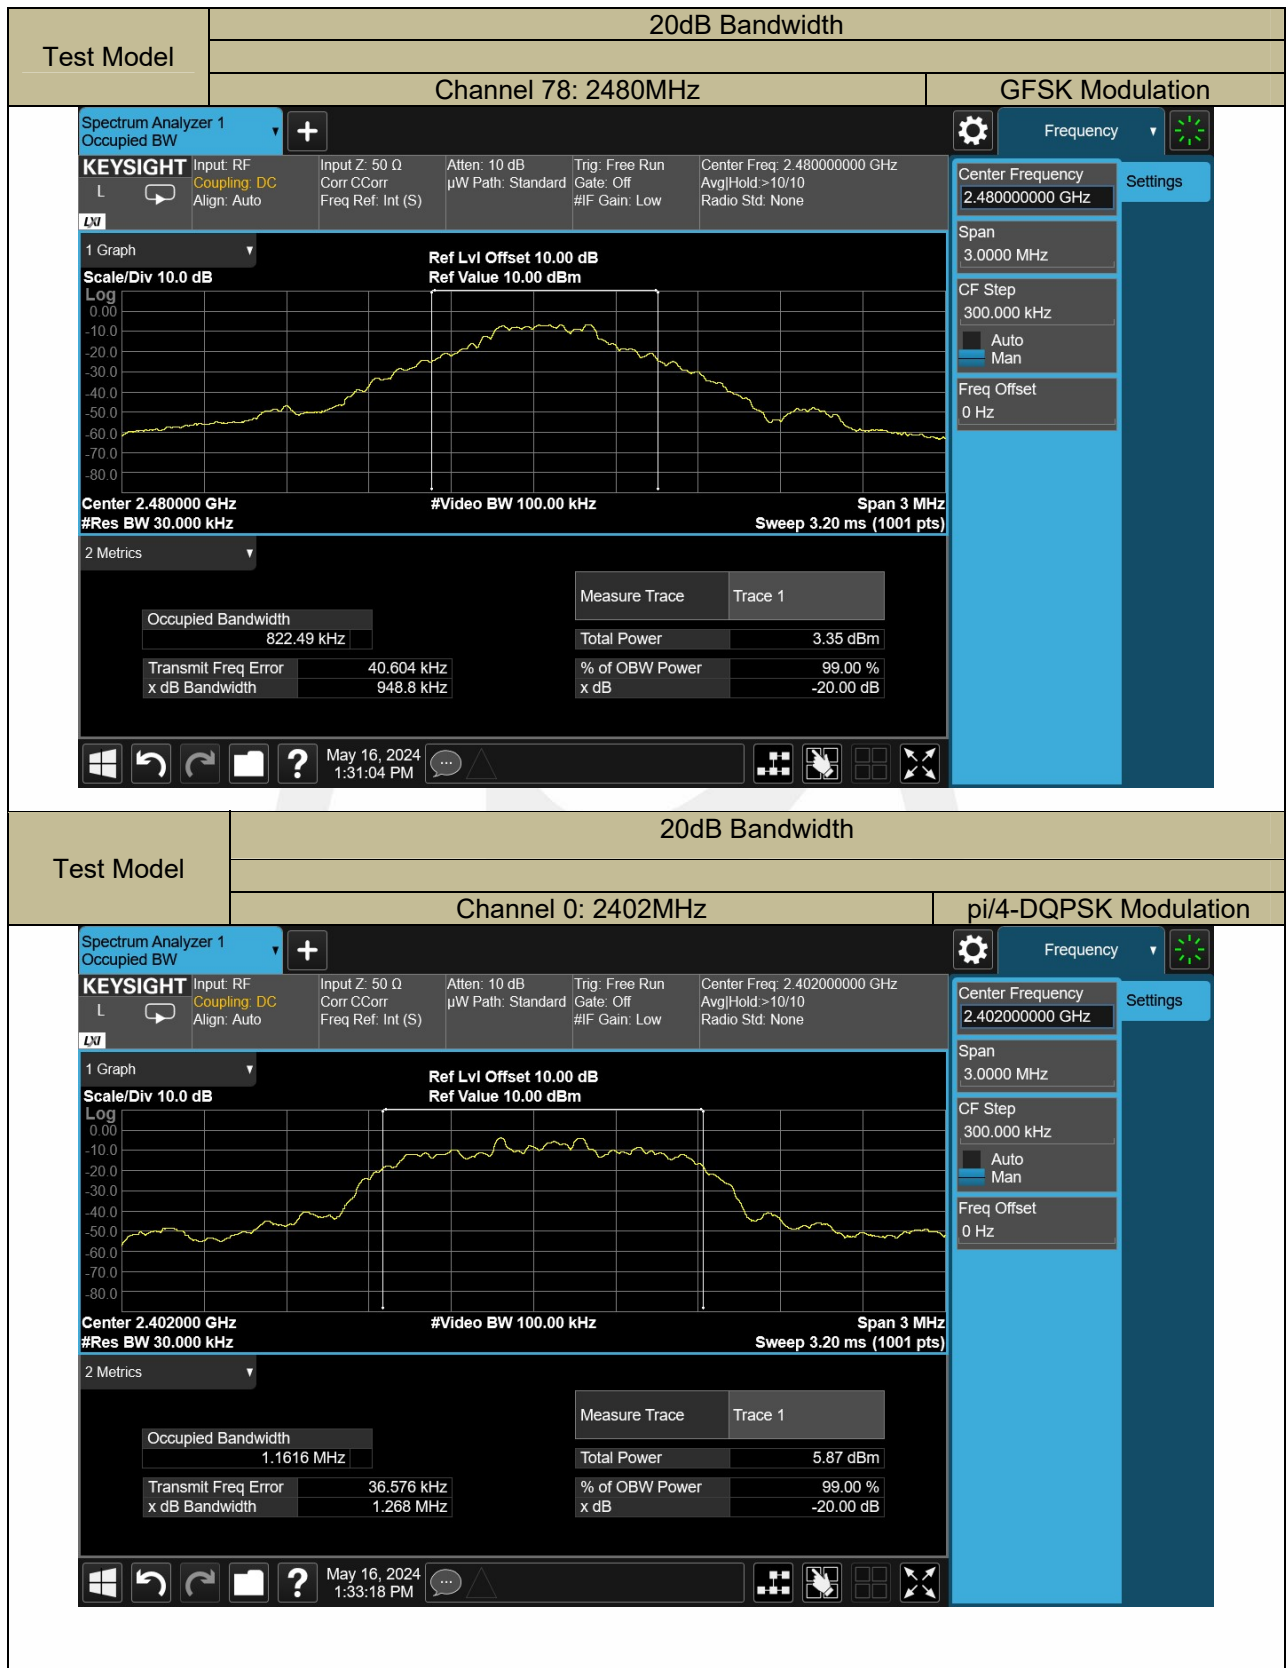 20dB Bandwidth
Test Model
Channel 78: 2480MHz GFSK Modulation
Spectrum Analyzer 1
Occupied BW
+
Frequency
KEYSIGHT Input: RF Input Z: 50 Ω Atten: 10 dB Trig: Free Run Center Freq: 2.480000000 GHz
L Coupling: DC Corr CCorr µW Path: Standard Gate: Off Avg|Hold:>10/10
Align: Auto Freq Ref: Int (S) #IF Gain: Low Radio Std: None
LXI
Center Frequency
2.480000000 GHz
Settings
Span
3.0000 MHz
CF Step
300.000 kHz
Auto
Man
Freq Offset
0 Hz
1 Graph
Ref Lvl Offset 10.00 dB
Scale/Div 10.0 dB Ref Value 10.00 dBm
Log
0.00
-10.0
-20.0
-30.0
-40.0
-50.0
-60.0
-70.0
-80.0
Center 2.480000 GHz #Video BW 100.00 kHz Span 3 MHz
#Res BW 30.000 kHz Sweep 3.20 ms (1001 pts)
2 Metrics
Measure Trace Trace 1
Occupied Bandwidth
822.49 kHz Total Power 3.35 dBm
Transmit Freq Error 40.604 kHz % of OBW Power 99.00 %
x dB Bandwidth 948.8 kHz x dB -20.00 dB
? May 16, 2024
1:31:04 PM
20dB Bandwidth
Test Model
Channel 0: 2402MHz pi/4-DQPSK Modulation
Spectrum Analyzer 1
Occupied BW
+
Frequency
KEYSIGHT Input: RF Input Z: 50 Ω Atten: 10 dB Trig: Free Run Center Freq: 2.402000000 GHz
L Coupling: DC Corr CCorr µW Path: Standard Gate: Off Avg|Hold:>10/10
Align: Auto Freq Ref: Int (S) #IF Gain: Low Radio Std: None
LXI
Center Frequency
2.402000000 GHz
Settings
Span
3.0000 MHz
CF Step
300.000 kHz
Auto
Man
Freq Offset
0 Hz
1 Graph
Ref Lvl Offset 10.00 dB
Scale/Div 10.0 dB Ref Value 10.00 dBm
Log
0.00
-10.0
-20.0
-30.0
-40.0
-50.0
-60.0
-70.0
-80.0
Center 2.402000 GHz #Video BW 100.00 kHz Span 3 MHz
#Res BW 30.000 kHz Sweep 3.20 ms (1001 pts)
2 Metrics
Measure Trace Trace 1
Occupied Bandwidth
1.1616 MHz Total Power 5.87 dBm
Transmit Freq Error 36.576 kHz % of OBW Power 99.00 %
x dB Bandwidth 1.268 MHz x dB -20.00 dB
? May 16, 2024
1:33:18 PM